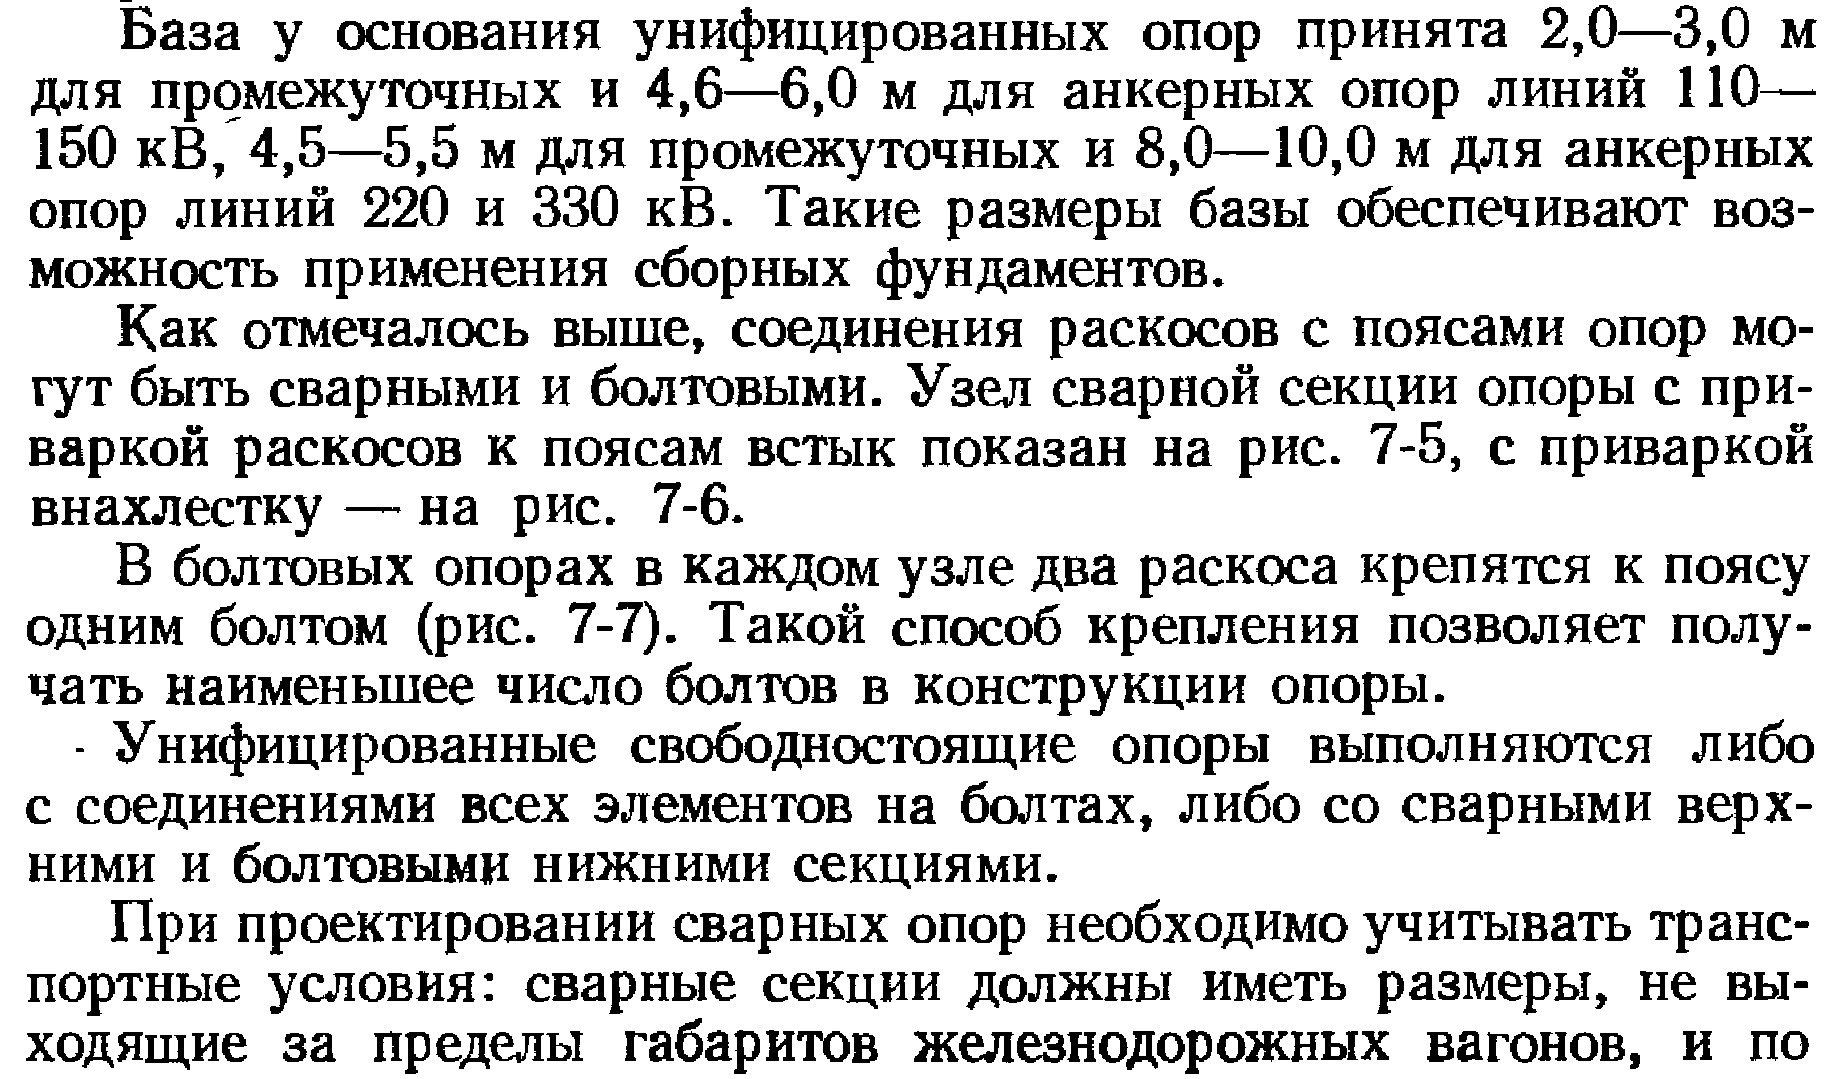 База у основания унифицированных опор принята 2,0—3,0 м
для промежуточных и 4,6—6,0 м для анкерных опор линий 110—
150 кВ, 4,5—5,5 м для промежуточных и 8,0—10,0 м для анкерных
опор линий 220 и 330 кВ. Такие размеры базы обеспечивают воз-
можность применения сборных фундаментов.
Как отмечалось выше, соединения раскосов с поясами опор мо-
гут быть сварными и болтовыми. Узел сварной секции опоры с при-
варкой раскосов к поясам встык показан на рис. 7-5, с приваркой
внахлестку — на рис. 7-6.
В болтовых опорах в каждом узле два раскоса крепятся к поясу
одним болтом (рис. 7-7). Такой способ крепления позволяет полу-
чать наименьшее число болтов в конструкции опоры.
Унифицированные свободностоящие опоры выполняются либо
с соединениями всех элементов на болтах, либо со сварными верх-
ними и болтовыми нижними секциями.
При проектировании сварных опор необходимо учитывать транс-
портные условия: сварные секции должны иметь размеры, не вы-
ходящие за пределы габаритов железнодорожных вагонов, и по